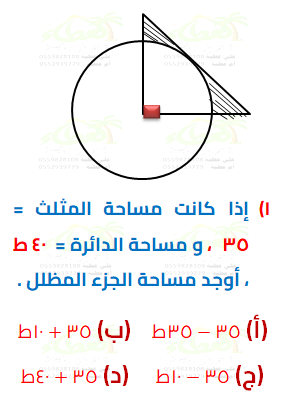 ١) إذا كانت مساحة المثلث =
٣٥ ، و مساحة الدائرة = ٤٠ ط
، أوجد مساحة الجزء المظلل .
(أ) ٣٥ – ٣٥ط (ب) ٣٥ + ١٠ط
(ج) ٣٥ – ١٠ط (د) ٣٥ + ٤٠ط